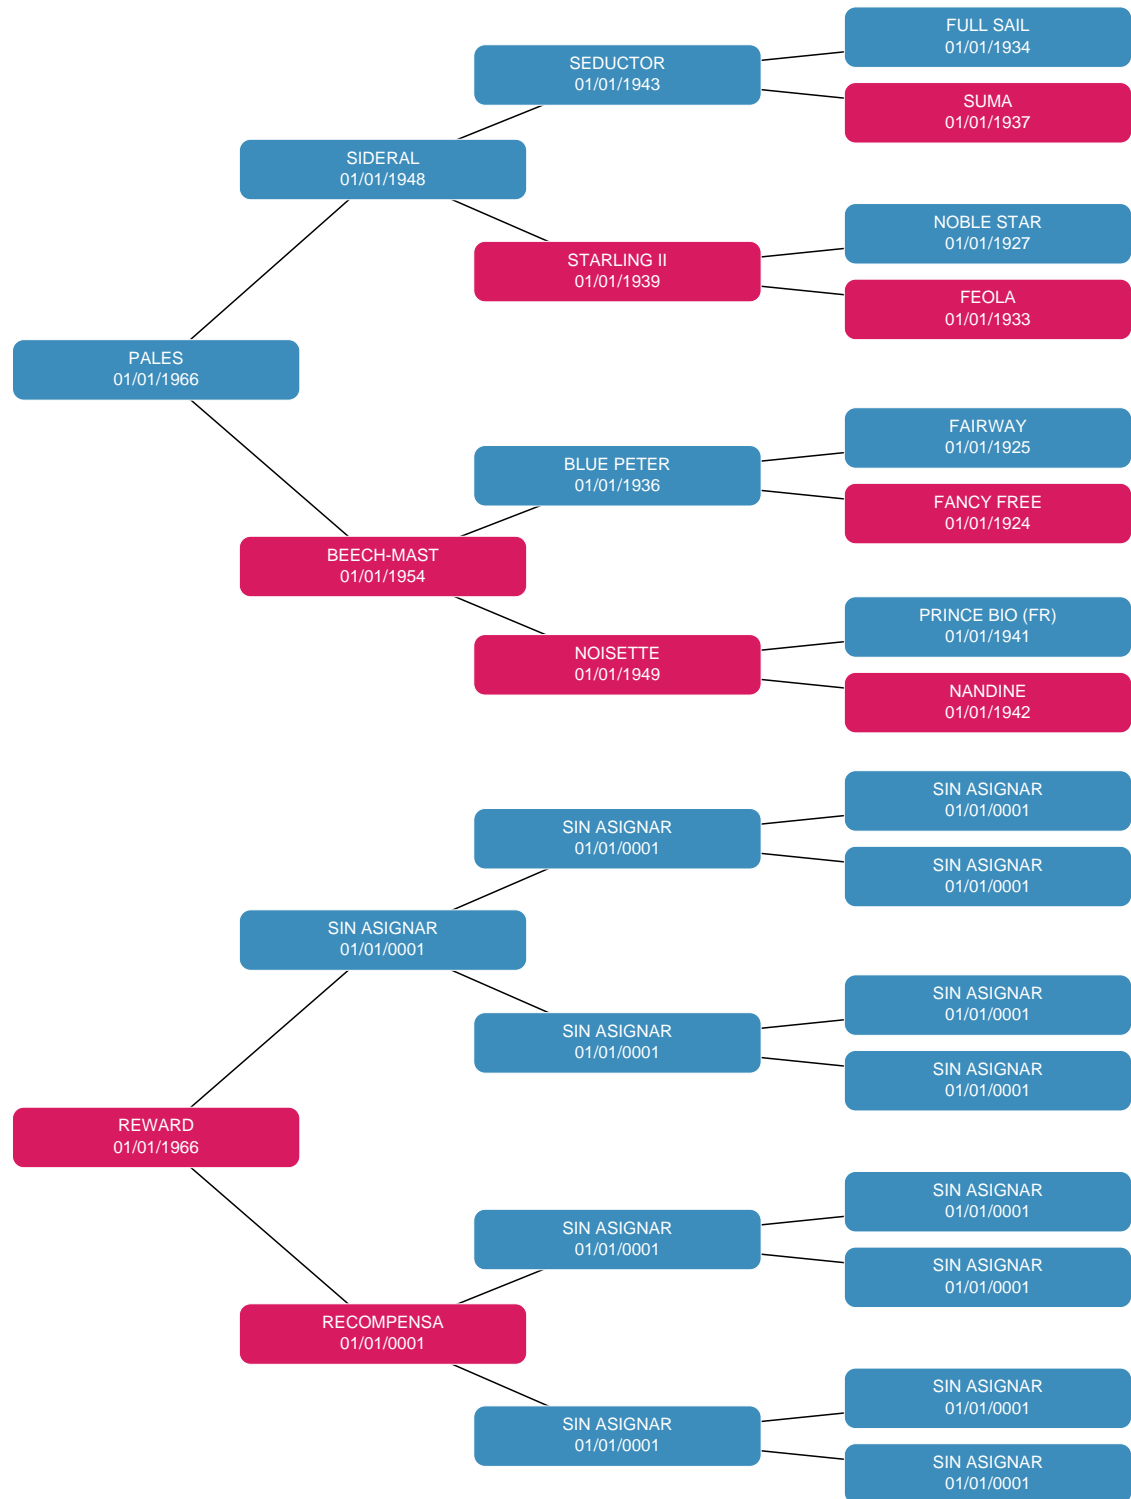 FULL SAIL
01/01/1934
SEDUCTOR
01/01/1943
SUMA
01/01/1937
SIDERAL
01/01/1948
NOBLE STAR
01/01/1927
STARLING II
01/01/1939
FEOLA
01/01/1933
PALES
01/01/1966
FAIRWAY
01/01/1925
BLUE PETER
01/01/1936
FANCY FREE
01/01/1924
BEECH-MAST
01/01/1954
PRINCE BIO (FR)
01/01/1941
NOISETTE
01/01/1949
NANDINE
01/01/1942
SIN ASIGNAR
01/01/0001
SIN ASIGNAR
01/01/0001
SIN ASIGNAR
01/01/0001
SIN ASIGNAR
01/01/0001
SIN ASIGNAR
01/01/0001
SIN ASIGNAR
01/01/0001
SIN ASIGNAR
01/01/0001
REWARD
01/01/1966
SIN ASIGNAR
01/01/0001
SIN ASIGNAR
01/01/0001
SIN ASIGNAR
01/01/0001
RECOMPENSA
01/01/0001
SIN ASIGNAR
01/01/0001
SIN ASIGNAR
01/01/0001
SIN ASIGNAR
01/01/0001